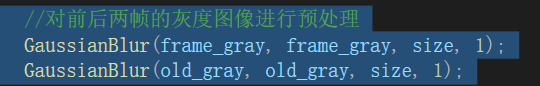 //对前后两帧的灰度图像进行预处理
GaussianBlur(frame_gray, frame_gray, size, 1);
GaussianBlur(old_gray, old_gray, size, 1);